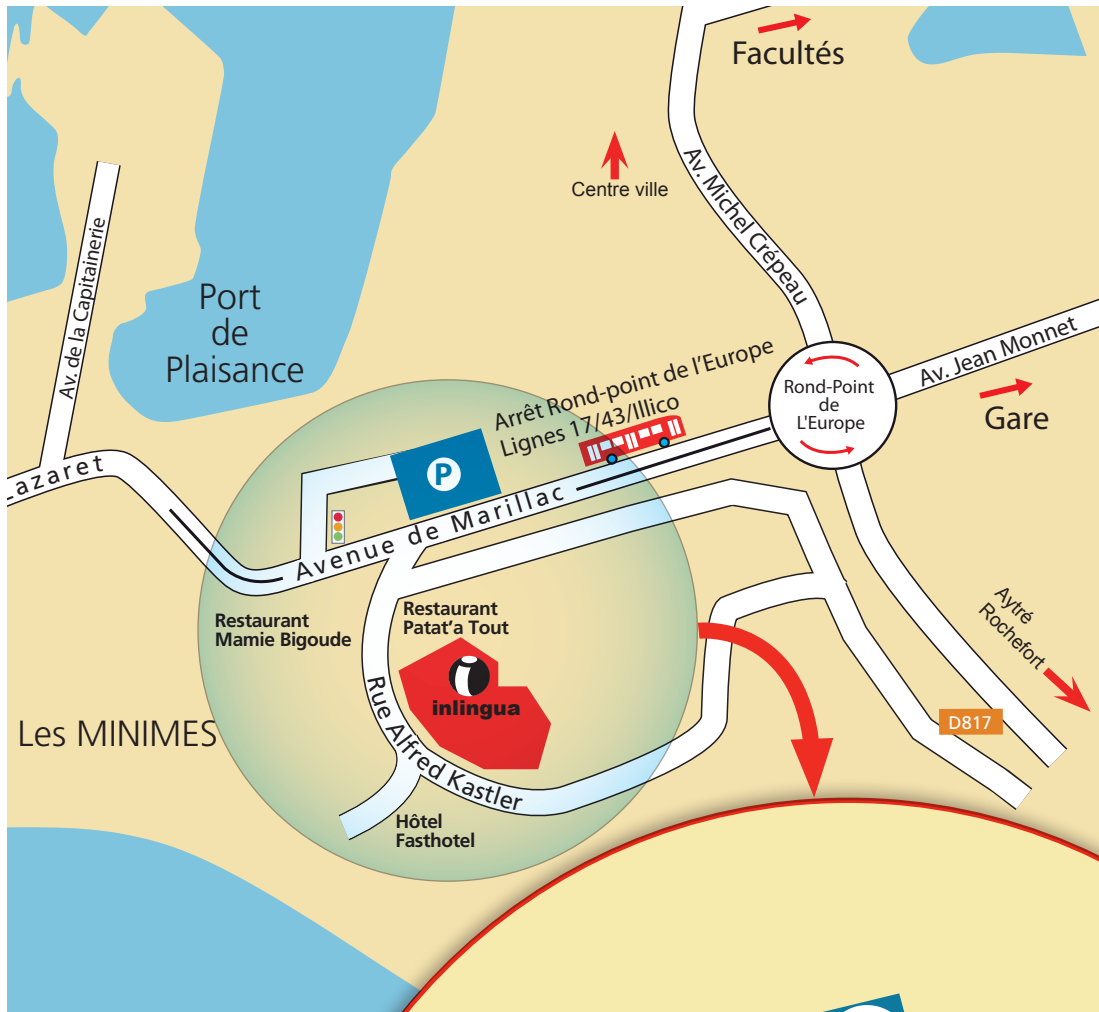 Facultés
Centre ville
Av. Michel Crépeau
Av. de la Capitainerie
Port
de
Plaisance
Av. Jean Monnet
Gare
Rond-Point
de
L'Europe
Arrêt Rond-point de l'Europe
Lignes 17/43/Illico
P
Lazaret
Avenue de Marillac
Restaurant
Mamie Bigoude
Restaurant
Patat'a Tout
inlingua
Rue Alfred Kastler
Les MINIMES
Hôtel
Fasthotel
Aytré
Rochefort
D817